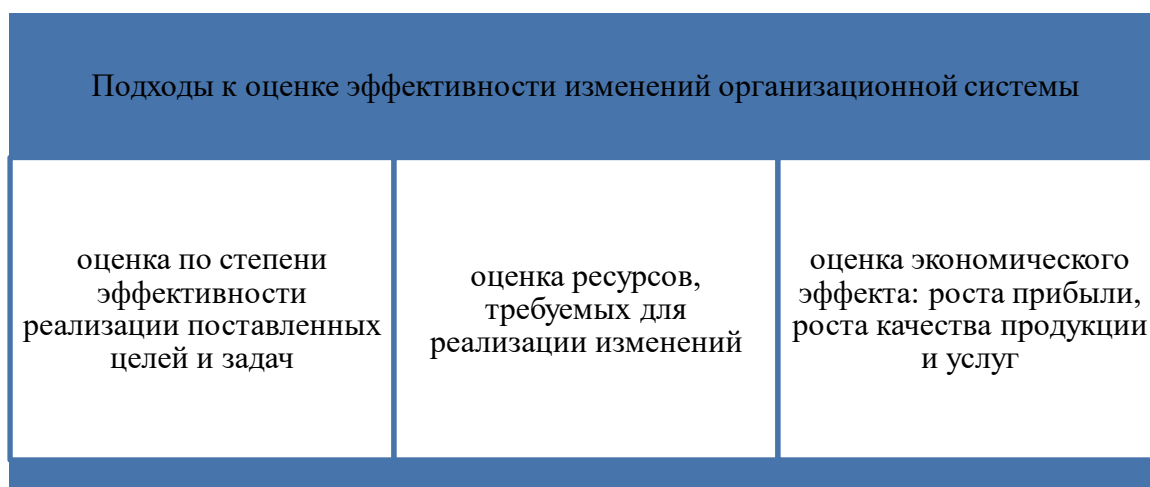 Подходы к оценке эффективности изменений организационной системы
оценка по степени
эффективности
реализации поставленных
целей и задач
оценка ресурсов,
требуемых для
реализации изменений
оценка экономического
эффекта: роста прибыли,
роста качества продукции
и услуг